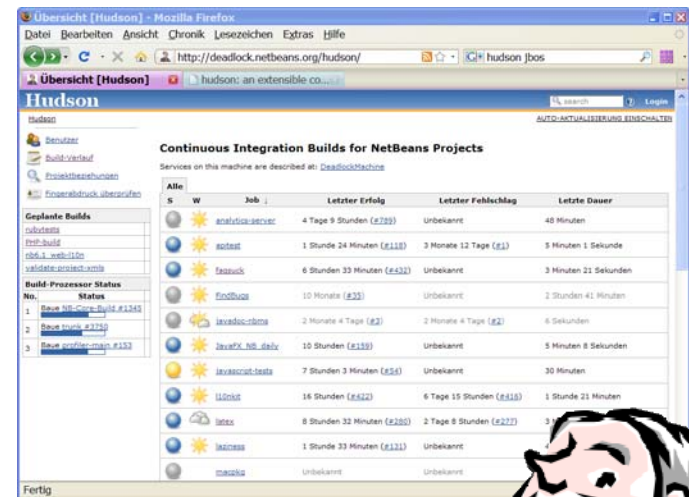 Übersicht [Hudson] - Mozilla Firefox
Datei Bearbeiten Ansicht Chronik Lesezeichen Extras Hilfe
http://deadlock.netbeans.org/hudson/ hudson jbos
Übersicht [Hudson] hudson: an extensible co...
Hudson search Login
Hudson AUTO-AKTUALISIERUNG EINSCHALTEN
Benutzer
Build-Verlauf
Projektbeziehungen
Fingerabdruck überprüfen
Geplante Builds
rubytests
PHP-build
nb6.1_web-l10n
validate-project-xmls
Build-Prozessor Status
No. Status
1 Baue NB-Core-Build #1345
2 Baue trunk #3750
3 Baue profiler-main #153
Continuous Integration Builds for NetBeans Projects
Services on this machine are described at: DeadlockMachine
Alle
S W Job ↓ Letzter Erfolg Letzter Fehlschlag Letzte Dauer
analytics-server 4 Tage 9 Stunden (#789) Unbekannt 48 Minuten
aptest 1 Stunde 24 Minuten (#118) 3 Monate 12 Tage (#1) 5 Minuten 1 Sekunde
faqsuck 6 Stunden 33 Minuten (#432) Unbekannt 3 Minuten 21 Sekunden
FindBugs 10 Monate (#35) Unbekannt 2 Stunden 41 Minuten
javadoc-nbms 2 Monate 4 Tage (#3) 2 Monate 4 Tage (#2) 6 Sekunden
JavaFX_NB_daily 10 Stunden (#159) Unbekannt 5 Minuten 8 Sekunden
javascript-tests 7 Stunden 3 Minuten (#54) Unbekannt 30 Minuten
l10nkit 16 Stunden (#422) 6 Tage 15 Stunden (#416) 1 Stunde 21 Minuten
latex 8 Stunden 32 Minuten (#280) 2 Tage 8 Stunden (#277) 3
laziness 1 Stunde 33 Minuten (#131) Unbekannt 4
macpkg Unbekannt Unbekannt
Fertig